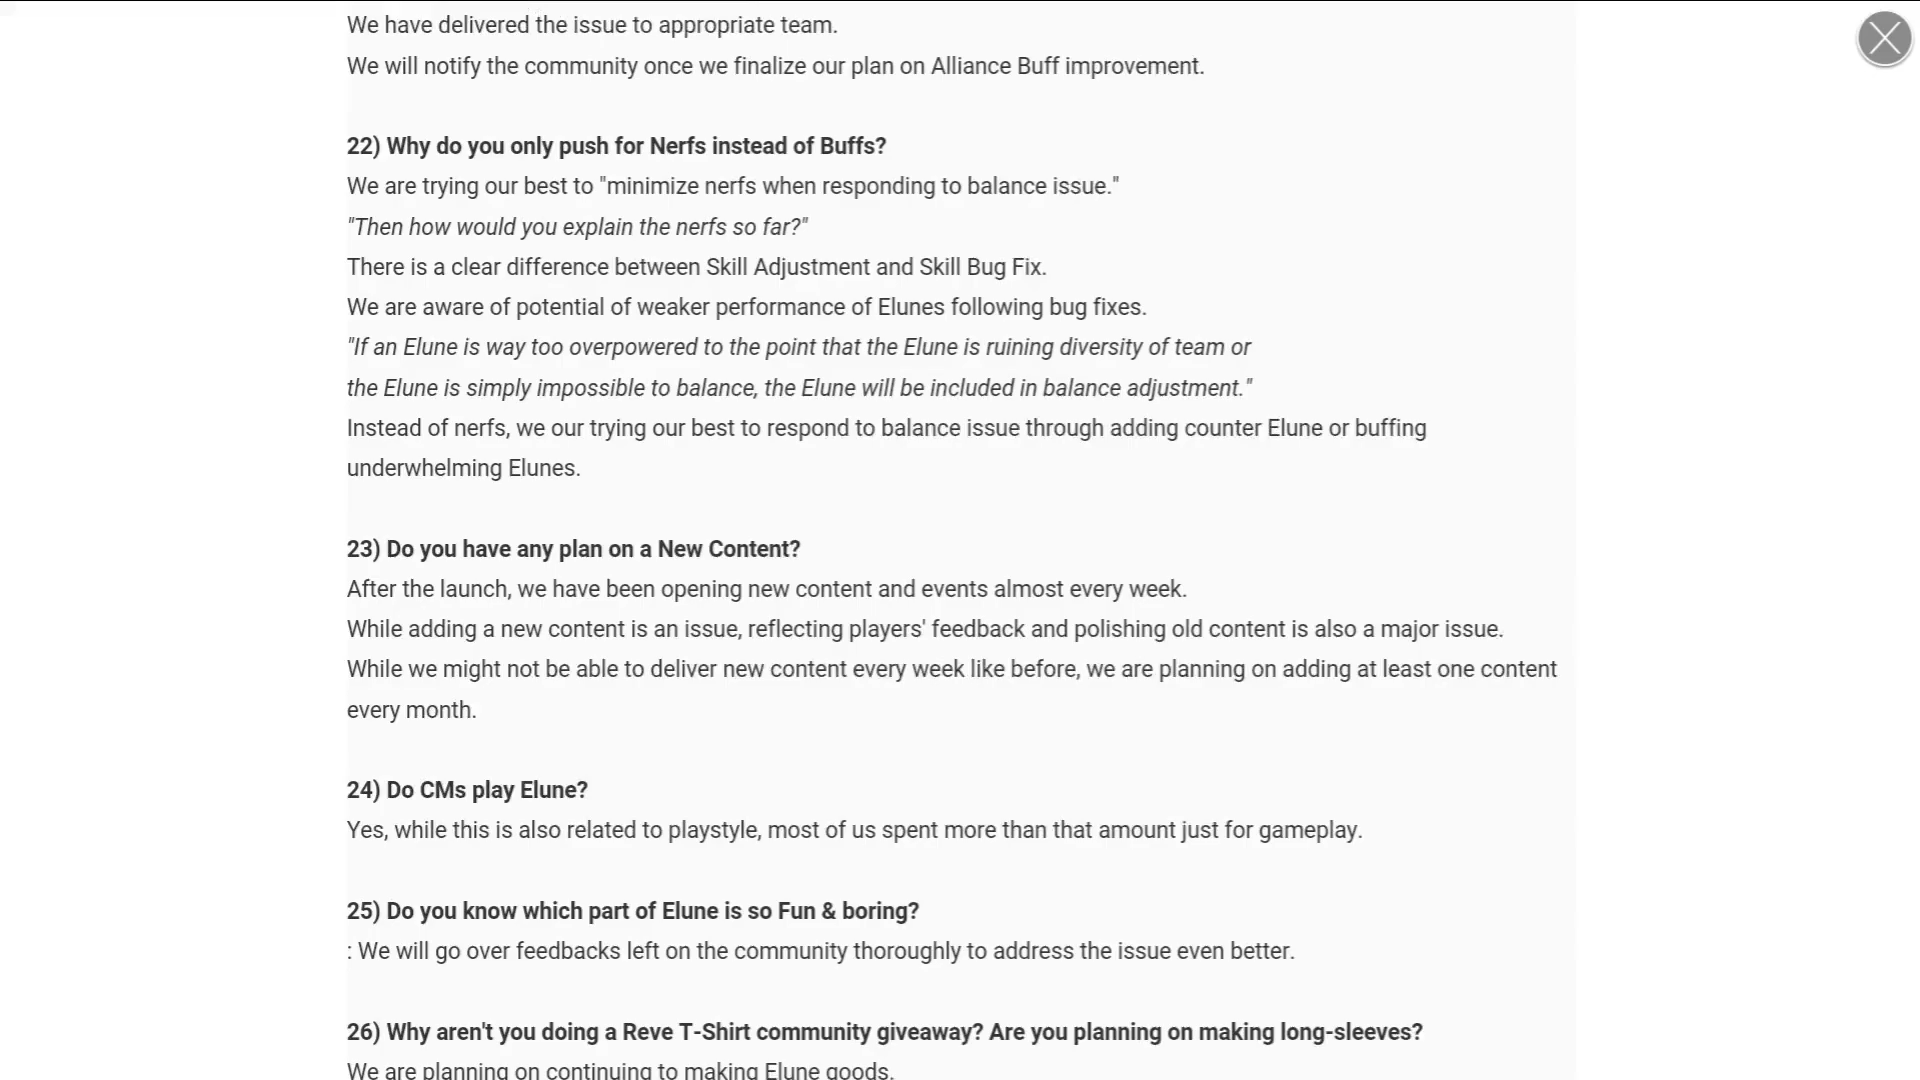 We have delivered the issue to appropriate team.
We will notify the community once we finalize our plan on Alliance Buff improvement.
22) Why do you only push for Nerfs instead of Buffs?
We are trying our best to "minimize nerfs when responding to balance issue."
"Then how would you explain the nerfs so far?"
There is a clear difference between Skill Adjustment and Skill Bug Fix.
We are aware of potential of weaker performance of Elunes following bug fixes.
"If an Elune is way too overpowered to the point that the Elune is ruining diversity of team or
the Elune is simply impossible to balance, the Elune will be included in balance adjustment."
Instead of nerfs, we our trying our best to respond to balance issue through adding counter Elune or buffing
underwhelming Elunes.
23) Do you have any plan on a New Content?
After the launch, we have been opening new content and events almost every week.
While adding a new content is an issue, reflecting players' feedback and polishing old content is also a major issue.
While we might not be able to deliver new content every week like before, we are planning on adding at least one content
every month.
24) Do CMs play Elune?
Yes, while this is also related to playstyle, most of us spent more than that amount just for gameplay.
25) Do you know which part of Elune is so Fun & boring?
: We will go over feedbacks left on the community thoroughly to address the issue even better.
26) Why aren't you doing a Reve T-Shirt community giveaway? Are you planning on making long-sleeves?
We are planning on continuing to making Elune goods.